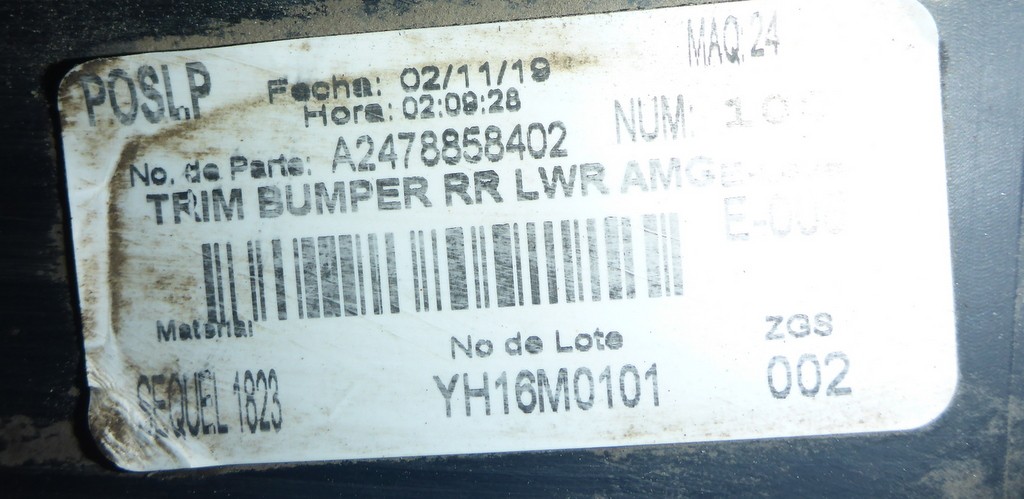 POSLP
Fecha: 02/11/19
MAQ.24
Hora: 02:09:28
NUM:
No. de Parte: A2478858402
TRIM BUMPER RR LWR AMG
Material
No de Lote
ZGS
SEQUEL 1823
YH16M0101
002